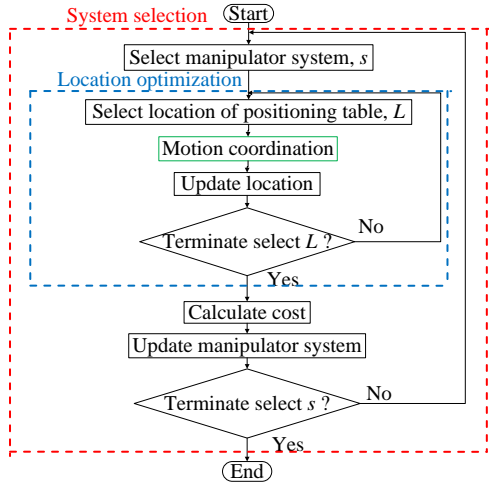 System selection
Start
Select manipulator system, s
Location optimization
Select location of positioning table, L
Motion coordination
Update location
Terminate select L ?
No
Yes
Calculate cost
Update manipulator system
Terminate select s ?
No
Yes
End